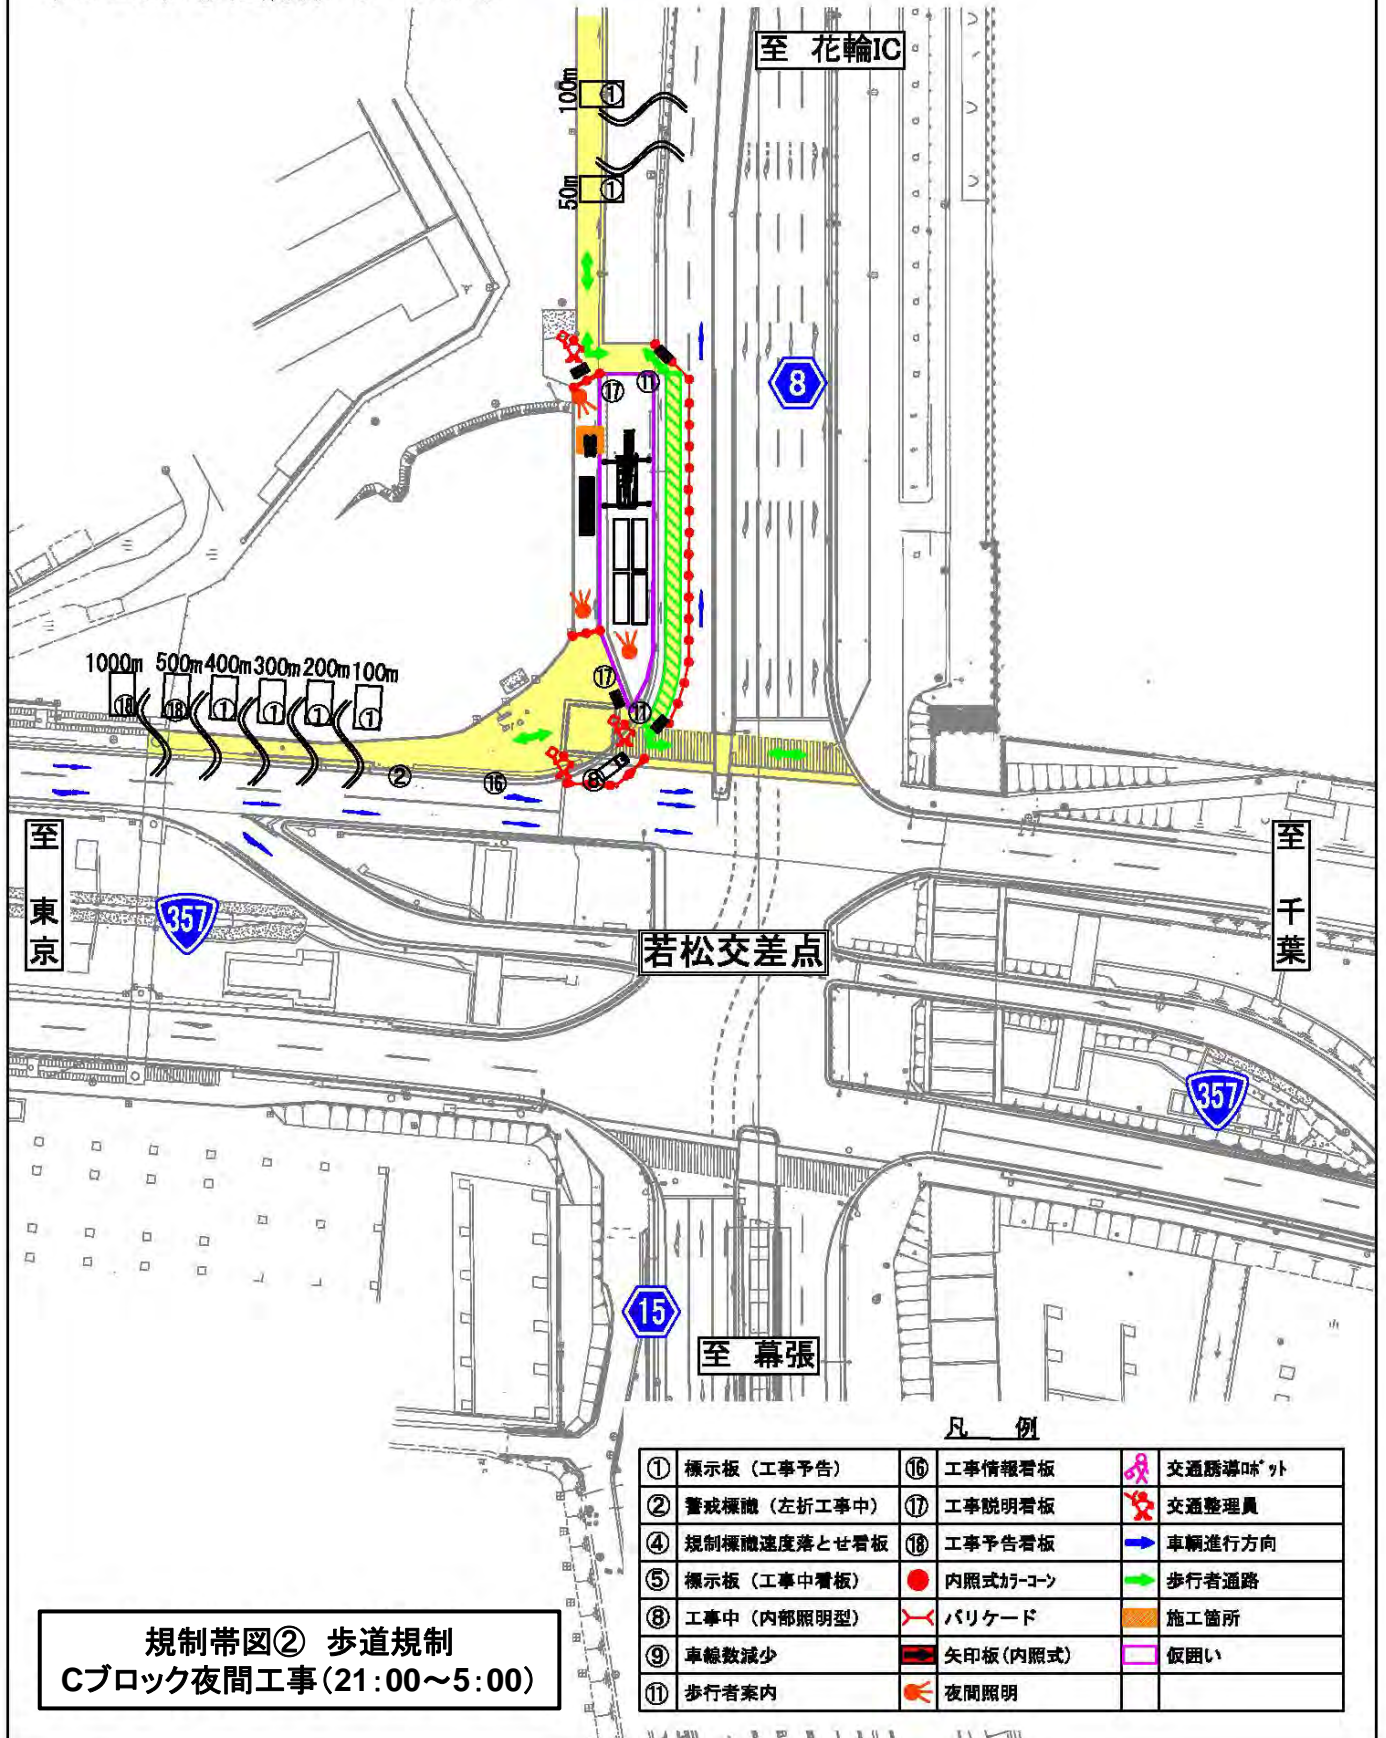 至 花輪IC
100m
①
50m
①
8
⑰
⑪
1000m 500m 400m 300m 200m 100m
⑱ ⑱ ① ① ① ①
⑰
⑪
②
⑯
⑧
至 東京
357
若松交差点
至 千葉
357
15
至 幕張
凡 例
① 標示板（工事予告） ⑯ 工事情報看板 交通誘導ﾛﾎﾞｯﾄ
② 警戒標識（左折工事中） ⑰ 工事説明看板 交通整理員
④ 規制標識速度落とせ看板 ⑱ 工事予告看板 車輌進行方向
⑤ 標示板（工事中看板） 内照式ｶﾗｰｺｰﾝ 歩行者通路
⑧ 工事中（内部照明型） バリケード 施工箇所
⑨ 車線数減少 矢印板(内照式) 仮囲い
⑪ 歩行者案内 夜間照明
規制帯図② 歩道規制
Cブロック夜間工事(21:00～5:00)